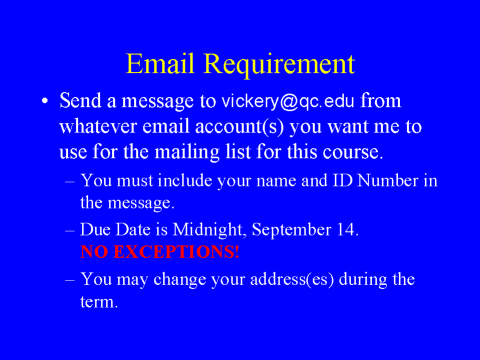 Email Requirement
• Send a message to vickery@qc.edu from
whatever email account(s) you want me to
use for the mailing list for this course.
– You must include your name and ID Number in
the message.
– Due Date is Midnight, September 14.
NO EXCEPTIONS!
– You may change your address(es) during the
term.